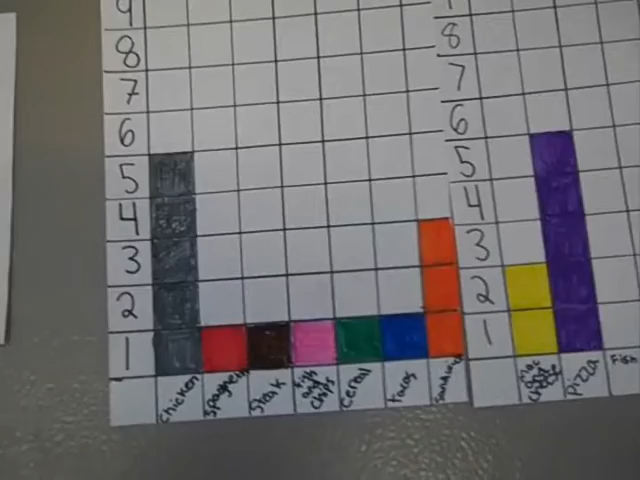 9
8
7
6
5
4
3
2
1
Chicken
Spaghetti
Steak
Fish and Chips
Cereal
tacos
8
7
6
5
4
3
2
1
Pizza
Fish